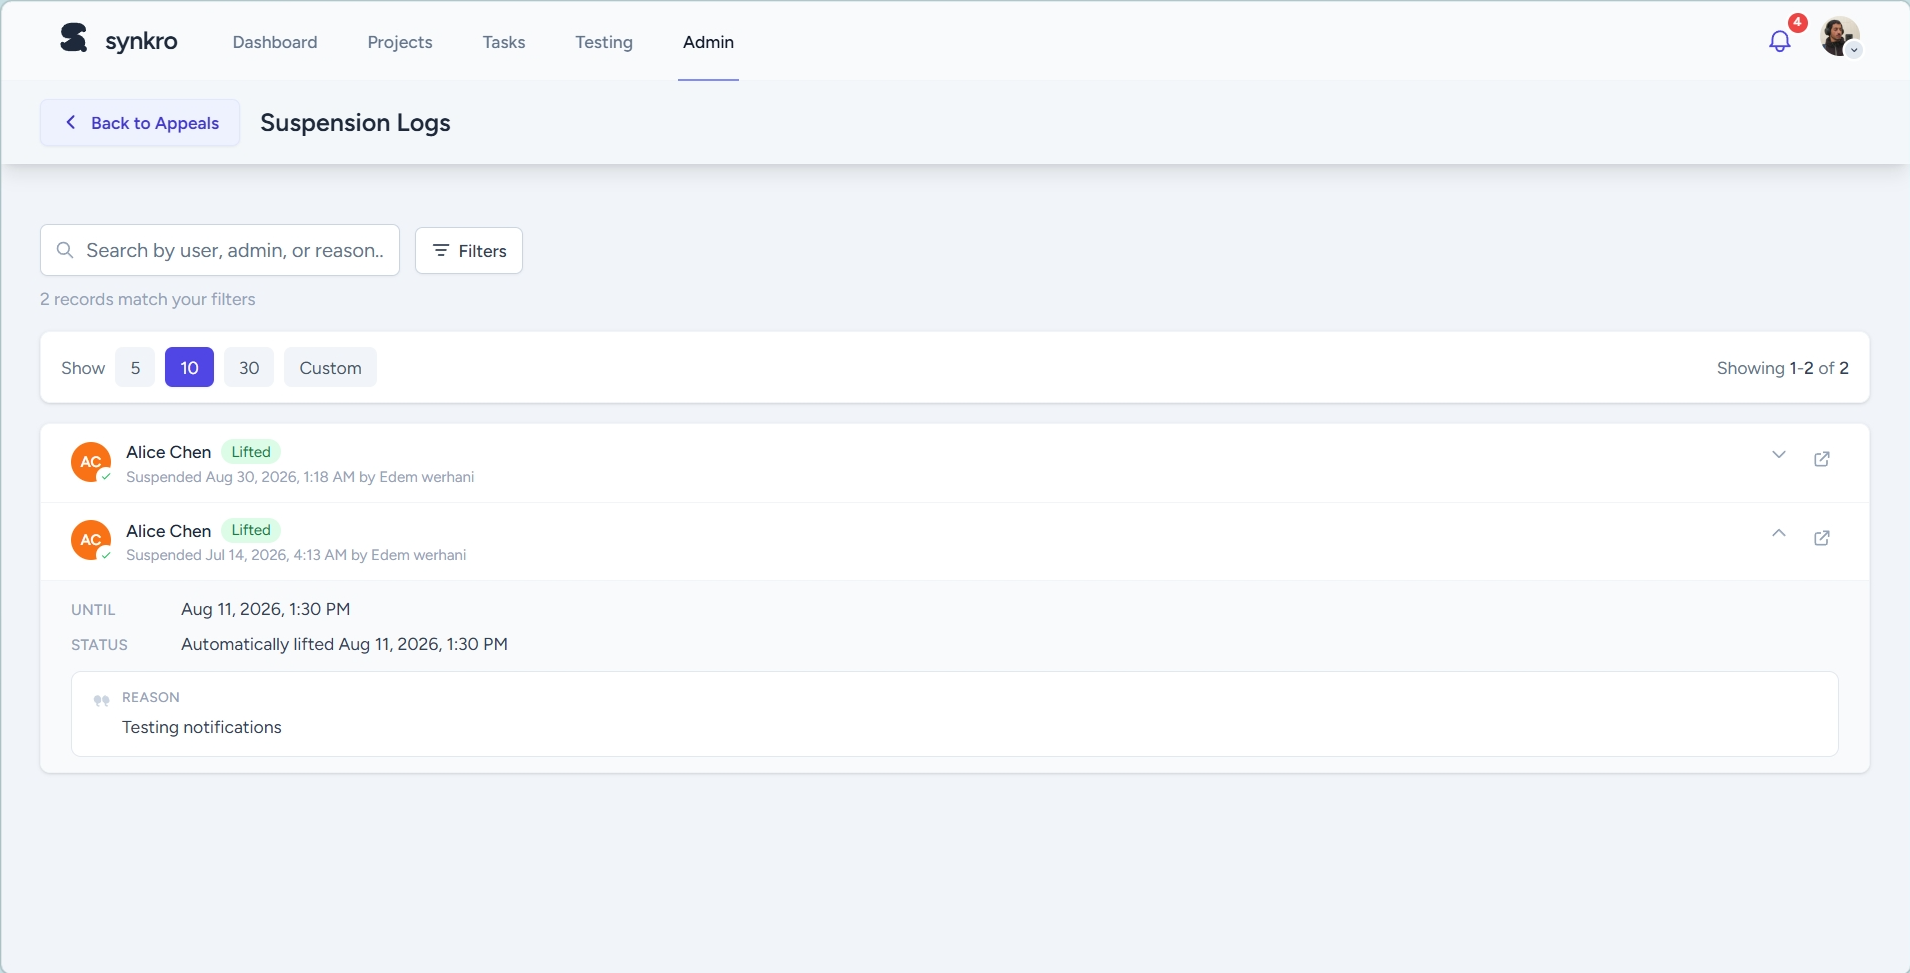 synkro
Dashboard
Projects
Tasks
Testing
Admin
4
Back to Appeals
Suspension Logs
Search by user, admin, or reason..
Filters
2 records match your filters
Show
5
10
30
Custom
Showing 1-2 of 2
AC
Alice Chen
Lifted
Suspended Aug 30, 2026, 1:18 AM by Edem werhani
AC
Alice Chen
Lifted
Suspended Jul 14, 2026, 4:13 AM by Edem werhani
UNTIL
Aug 11, 2026, 1:30 PM
STATUS
Automatically lifted Aug 11, 2026, 1:30 PM
REASON
Testing notifications